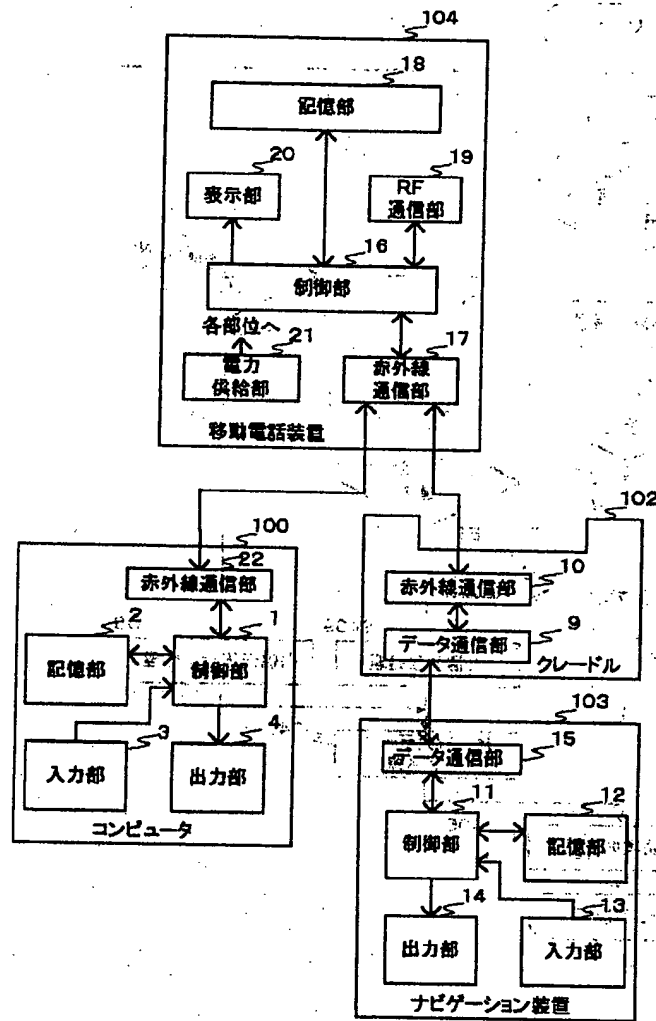 104
18
記憶部
20
19
表示部
RF
通信部
16
制御部
各部位へ
21
17
電力
供給部
赤外線
通信部
移動電話装置
100
102
22
赤外線通信部
10
赤外線通信部
2
1
9
記憶部
制御部
データ通信部
クレードル
3
4
103
入力部
出力部
15
データ通信部
コンピュータ
11
12
制御部
記憶部
14
13
出力部
入力部
ナビゲーション装置